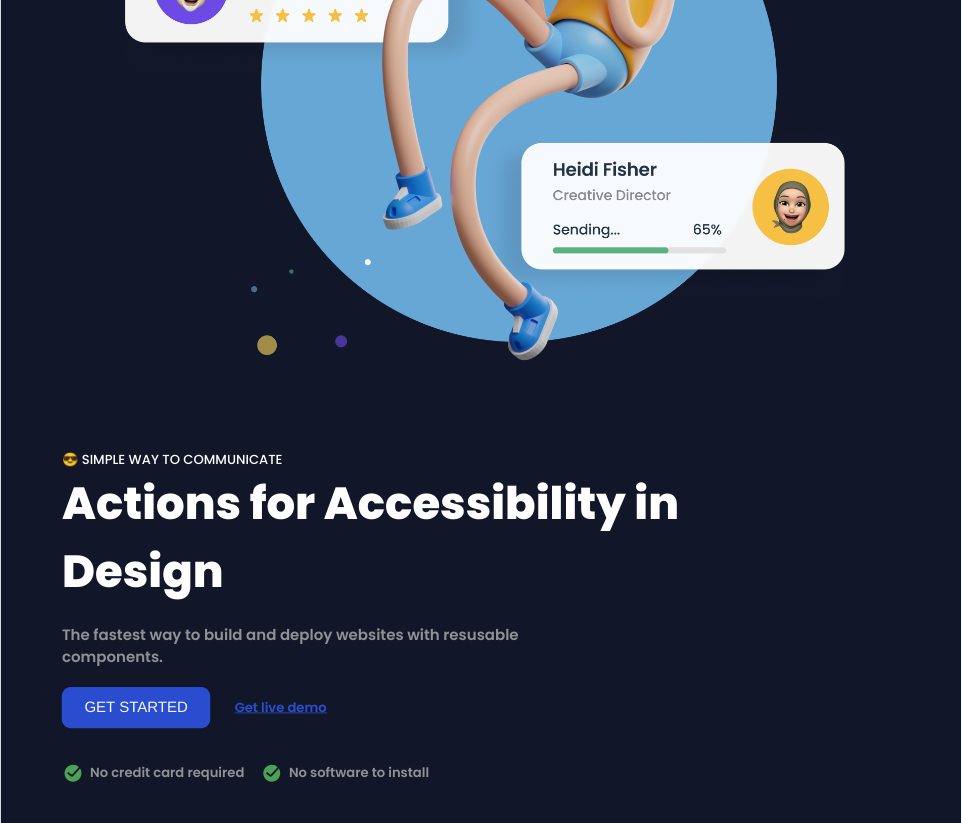 Heidi Fisher
Creative Director
Sending... 65%
😎 SIMPLE WAY TO COMMUNICATE
Actions for Accessibility in
Design
The fastest way to build and deploy websites with resusable
components.
GET STARTED Get live demo
No credit card required No software to install